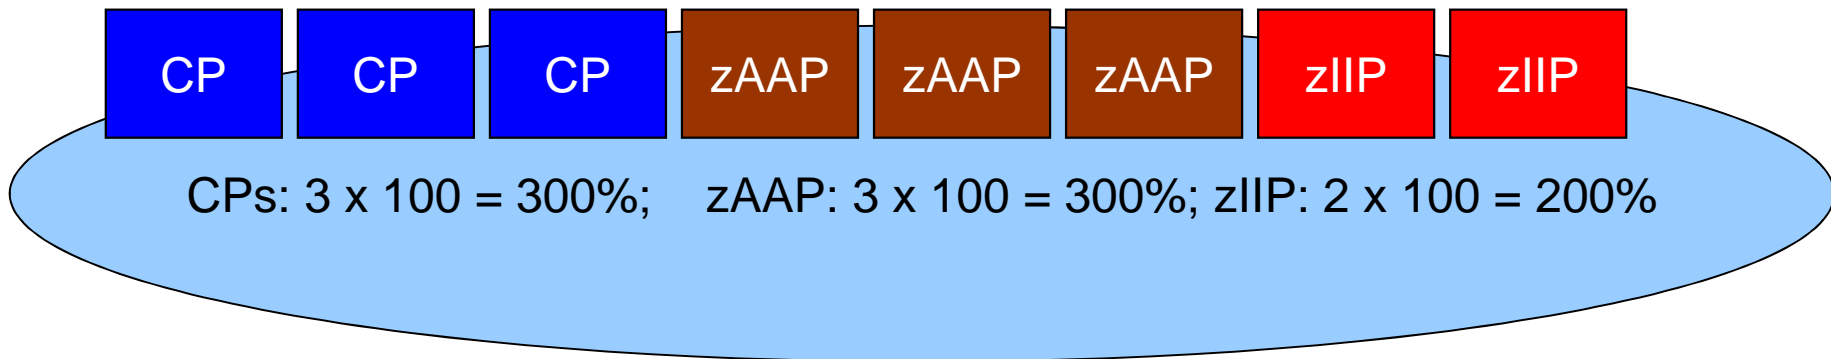 CP CP CP zAAP zAAP zAAP zIIP zIIP
CPs: 3 x 100 = 300%; zAAP: 3 x 100 = 300%; zIIP: 2 x 100 = 200%